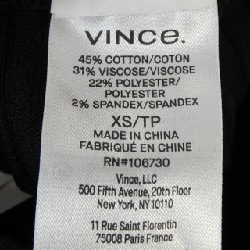 VINCE.
45% COTTON/COTON
31% VISCOSE/VISCOSE
22% POLYESTER/
POLYESTER
2% SPANDEX/SPANDEX
XS/TP
MADE IN CHINA
FABRIQUÉ EN CHINE
RN#106730
Vince, LLC
500 Fifth Avenue, 20th Floor
New York, NY10110
11 Rue Saint Florentin
75008 Paris France